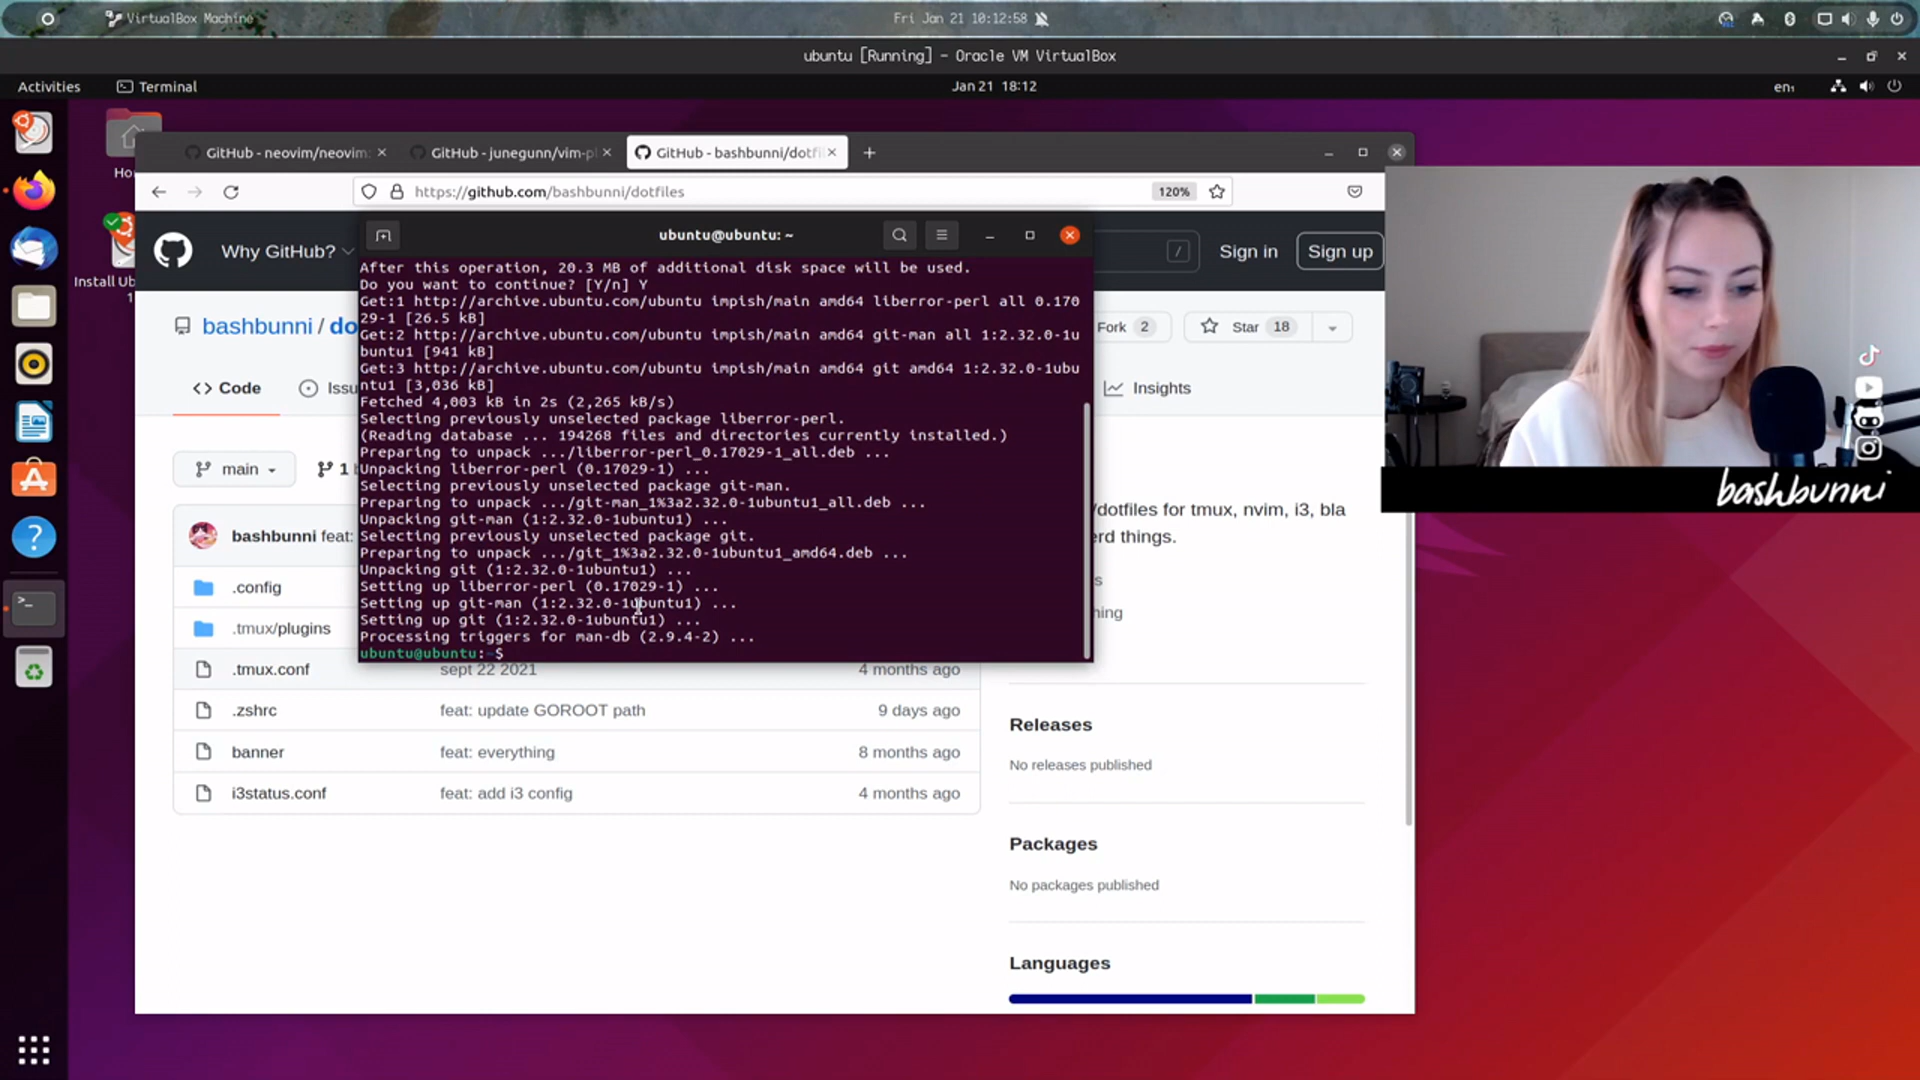 VirtualBox Machine
Fri Jan 21 10:12:58
ubuntu [Running] - Oracle VM VirtualBox
Activities
Terminal
Jan 21 18:12
en₁
GitHub - neovim/neovim:
GitHub - junegunn/vim-pl
GitHub - bashbunni/dotfi
https://github.com/bashbunni/dotfiles
120%
Why GitHub?
Sign in
Sign up
Install Ub
1
ubuntu@ubuntu: ~
After this operation, 20.3 MB of additional disk space will be used.
Do you want to continue? [Y/n] Y
Get:1 http://archive.ubuntu.com/ubuntu impish/main amd64 liberror-perl all 0.170
29-1 [26.5 kB]
Get:2 http://archive.ubuntu.com/ubuntu impish/main amd64 git-man all 1:2.32.0-1u
buntu1 [941 kB]
Get:3 http://archive.ubuntu.com/ubuntu impish/main amd64 git amd64 1:2.32.0-1ubu
ntu1 [3,036 kB]
Fetched 4,003 kB in 2s (2,265 kB/s)
Selecting previously unselected package liberror-perl.
(Reading database ... 194268 files and directories currently installed.)
Preparing to unpack .../liberror-perl_0.17029-1_all.deb ...
Unpacking liberror-perl (0.17029-1) ...
Selecting previously unselected package git-man.
Preparing to unpack .../git-man_1%3a2.32.0-1ubuntu1_all.deb ...
Unpacking git-man (1:2.32.0-1ubuntu1) ...
Selecting previously unselected package git.
Preparing to unpack .../git_1%3a2.32.0-1ubuntu1_amd64.deb ...
Unpacking git (1:2.32.0-1ubuntu1) ...
Setting up liberror-perl (0.17029-1) ...
Setting up git-man (1:2.32.0-1ubuntu1) ...
Setting up git (1:2.32.0-1ubuntu1) ...
Processing triggers for man-db (2.9.4-2) ...
ubuntu@ubuntu:~$
bashbunni / do
Fork 2
Star 18
Code
Issu
Insights
main
1
/dotfiles for tmux, nvim, i3, bla
erd things.
bashbunni feat:
.config
.tmux/plugins
.tmux.conf sept 22 2021 4 months ago
.zshrc feat: update GOROOT path 9 days ago
banner feat: everything 8 months ago
i3status.conf feat: add i3 config 4 months ago
Releases
No releases published
Packages
No packages published
Languages
bashbunni